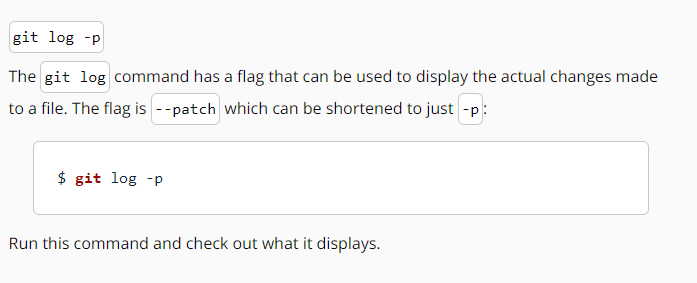 git log -p
The git log command has a flag that can be used to display the actual changes made
to a file. The flag is --patch which can be shortened to just -p:
$ git log -p
Run this command and check out what it displays.